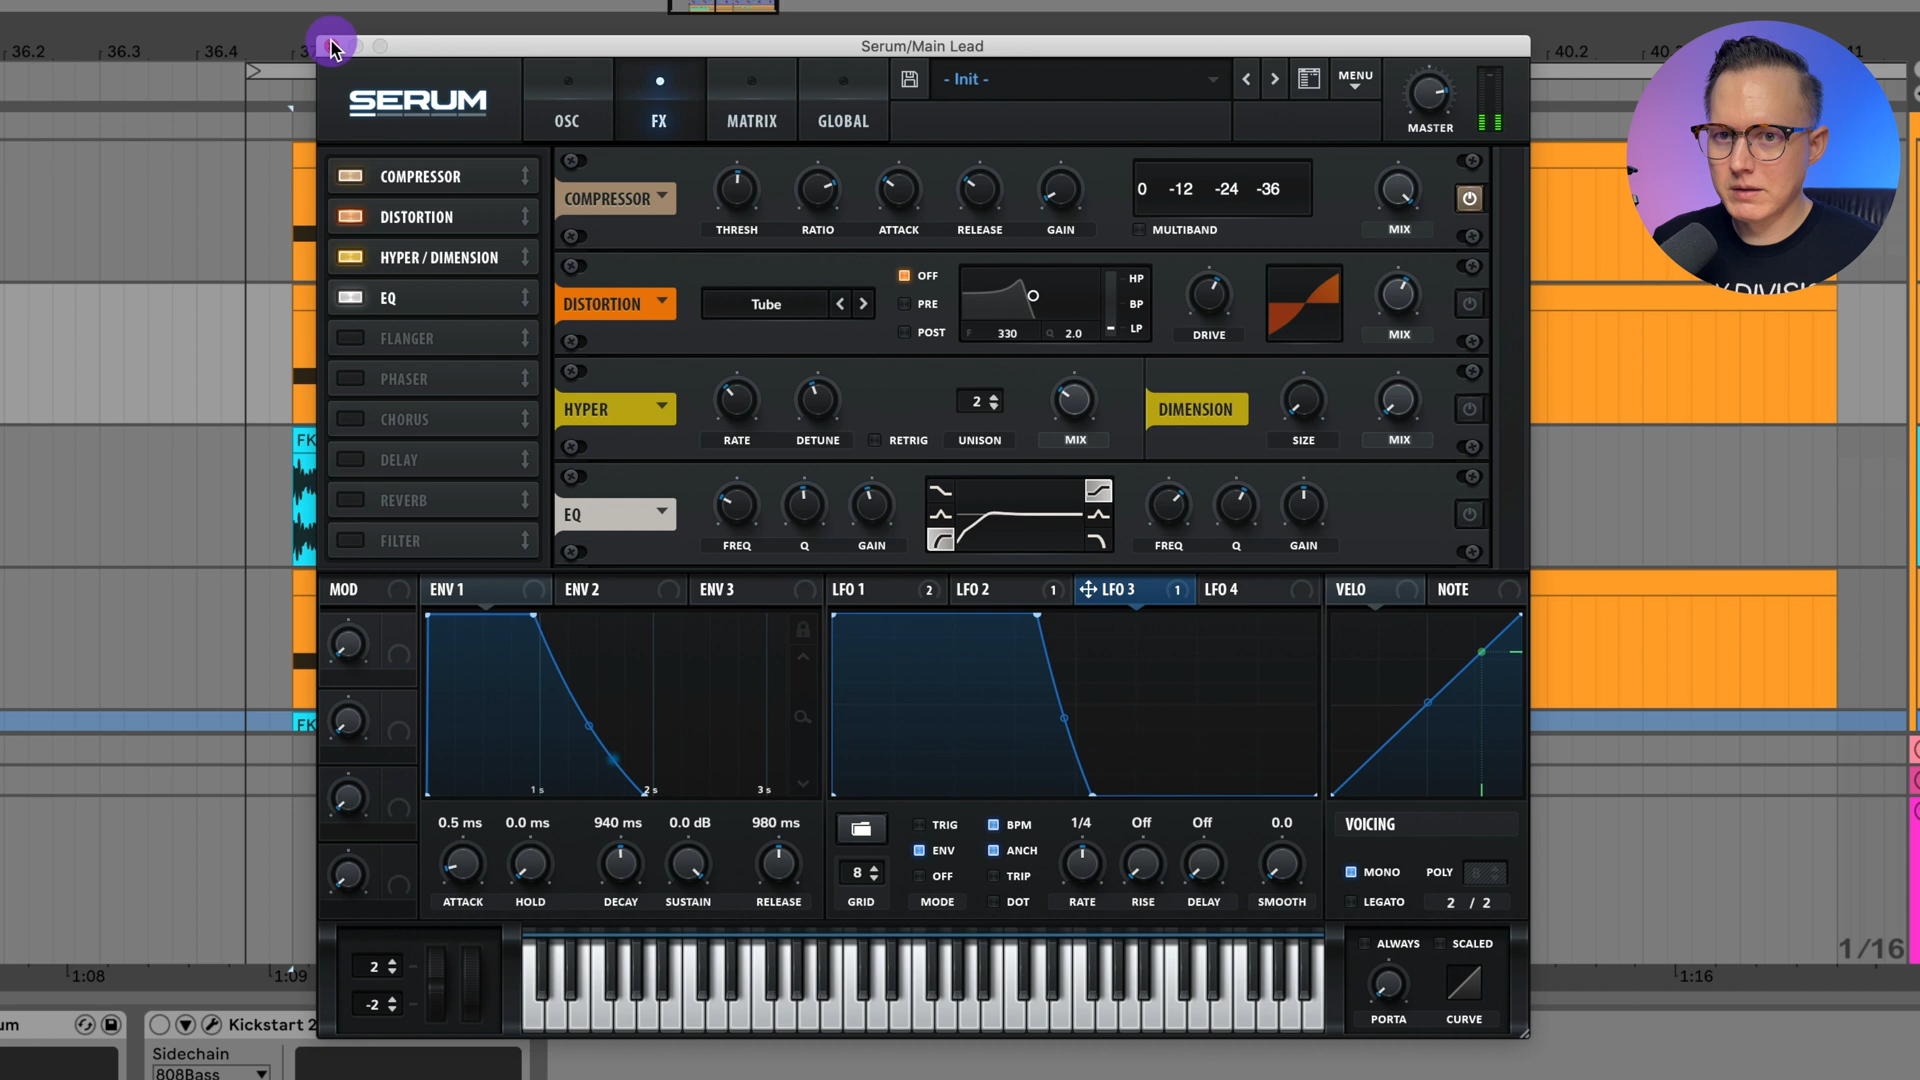 36.2
36.3
36.4
37
40.2
Serum/Main Lead
SERUM
OSC
FX
MATRIX
GLOBAL
- Init -
MENU
MASTER
COMPRESSOR
DISTORTION
HYPER / DIMENSION
EQ
FLANGER
PHASER
CHORUS
DELAY
REVERB
FILTER
COMPRESSOR
THRESH
RATIO
ATTACK
RELEASE
GAIN
0 -12 -24 -36
MULTIBAND
MIX
DISTORTION
Tube
OFF
PRE
POST
F 330 Q 2.0
HP
BP
LP
DRIVE
MIX
HYPER
RATE
DETUNE
RETRIG
2
UNISON
MIX
DIMENSION
SIZE
MIX
EQ
FREQ
Q
GAIN
FREQ
Q
GAIN
FK
FK
MOD
ENV 1
ENV 2
ENV 3
LFO 1 2
LFO 2 1
LFO 3 1
LFO 4
VELO
NOTE
1 s
2 s
3 s
0.5 ms
0.0 ms
940 ms
0.0 dB
980 ms
ATTACK
HOLD
DECAY
SUSTAIN
RELEASE
8
GRID
TRIG
ENV
OFF
MODE
BPM
ANCH
TRIP
DOT
1/4
Off
Off
0.0
RATE
RISE
DELAY
SMOOTH
VOICING
MONO
POLY 8
LEGATO
2 / 2
2
-2
ALWAYS
SCALED
PORTA
CURVE
1/16
1:08
1:09
1:16
um
Kickstart 2
Sidechain
808Bass
Y DIVISION